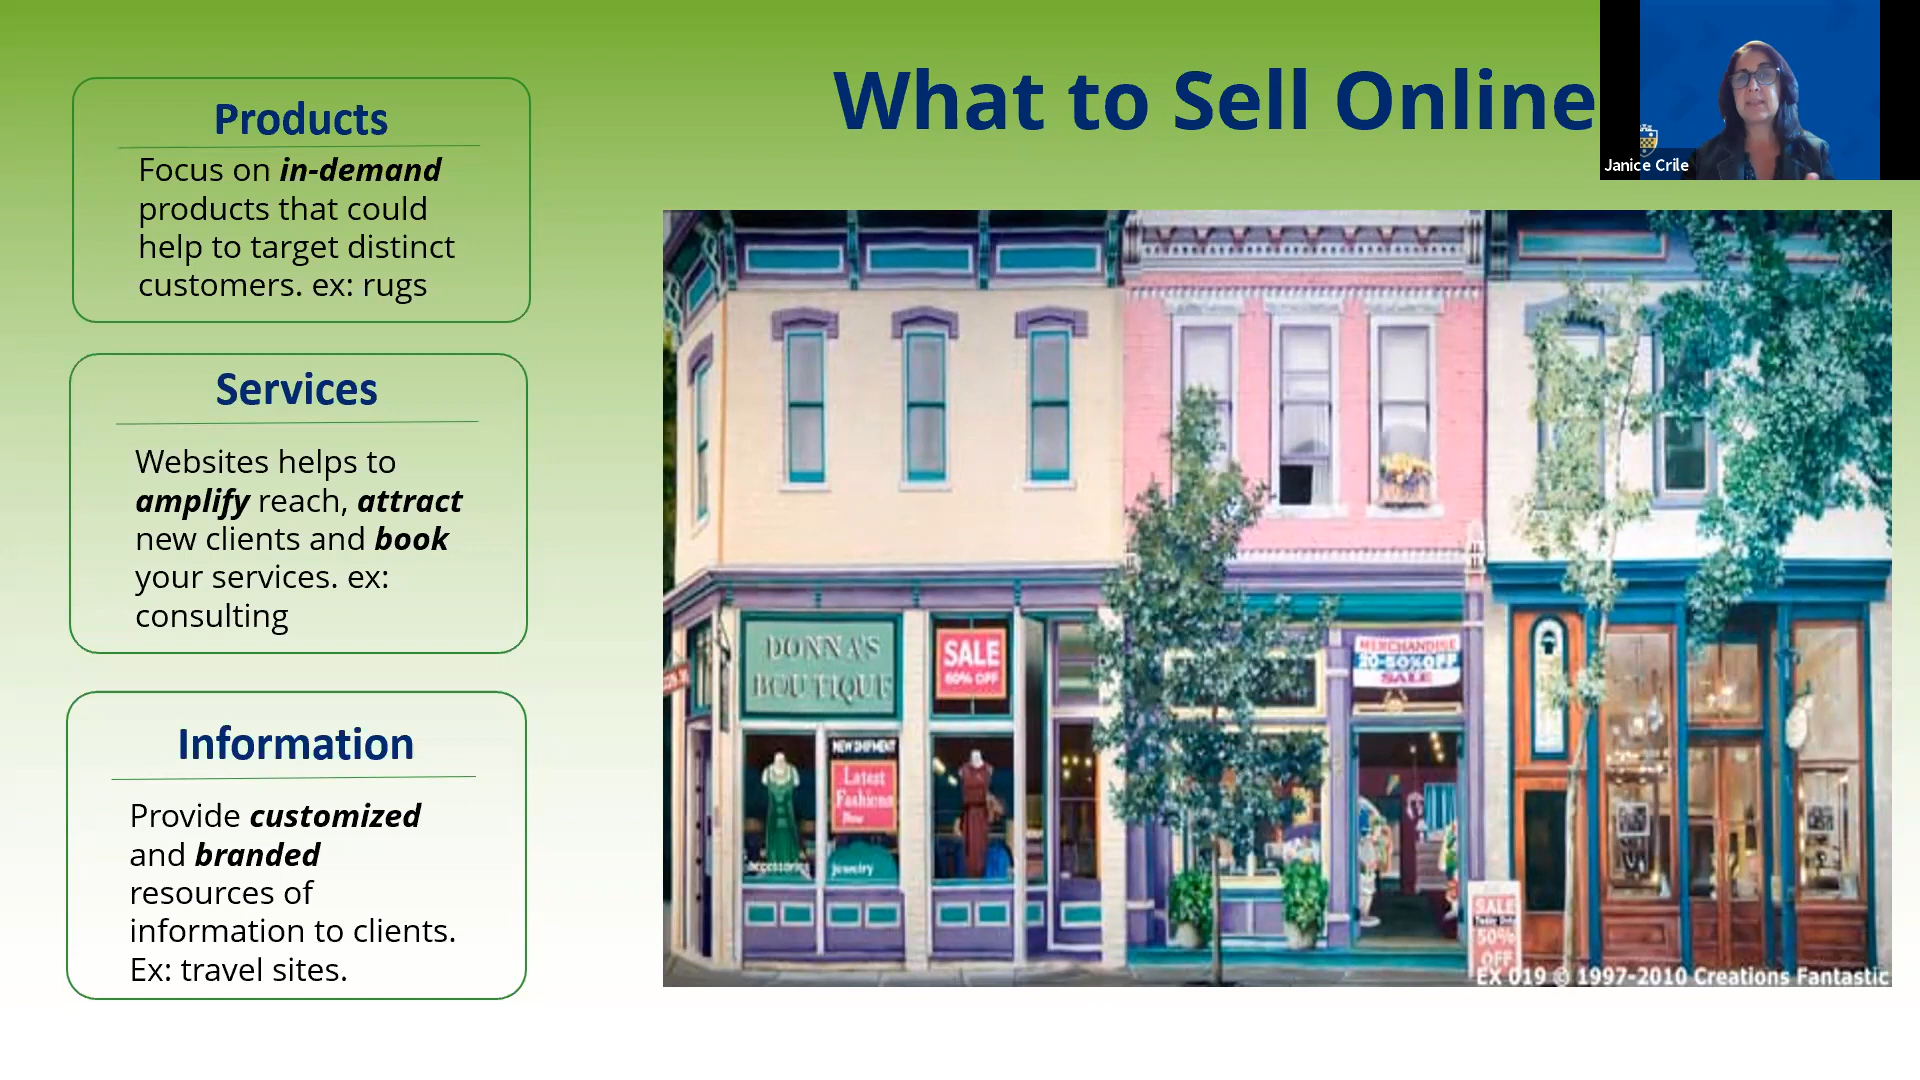 What to Sell Online
Janice Crile
Products
Focus on in-demand
products that could
help to target distinct
customers. ex: rugs
Services
Websites helps to
amplify reach, attract
new clients and book
your services. ex:
consulting
Information
Provide customized
and branded
resources of
information to clients.
Ex: travel sites.
DONNA'S
BOUTIQUE
SALE
60% OFF
NEW SHIPMENT
Latest
Fashions
Now
accessories
jewelry
MERCHANDISE
20-50% OFF
SALE
SALE
Today Only
50%
OFF
EX 019 © 1997-2010 Creations Fantastic